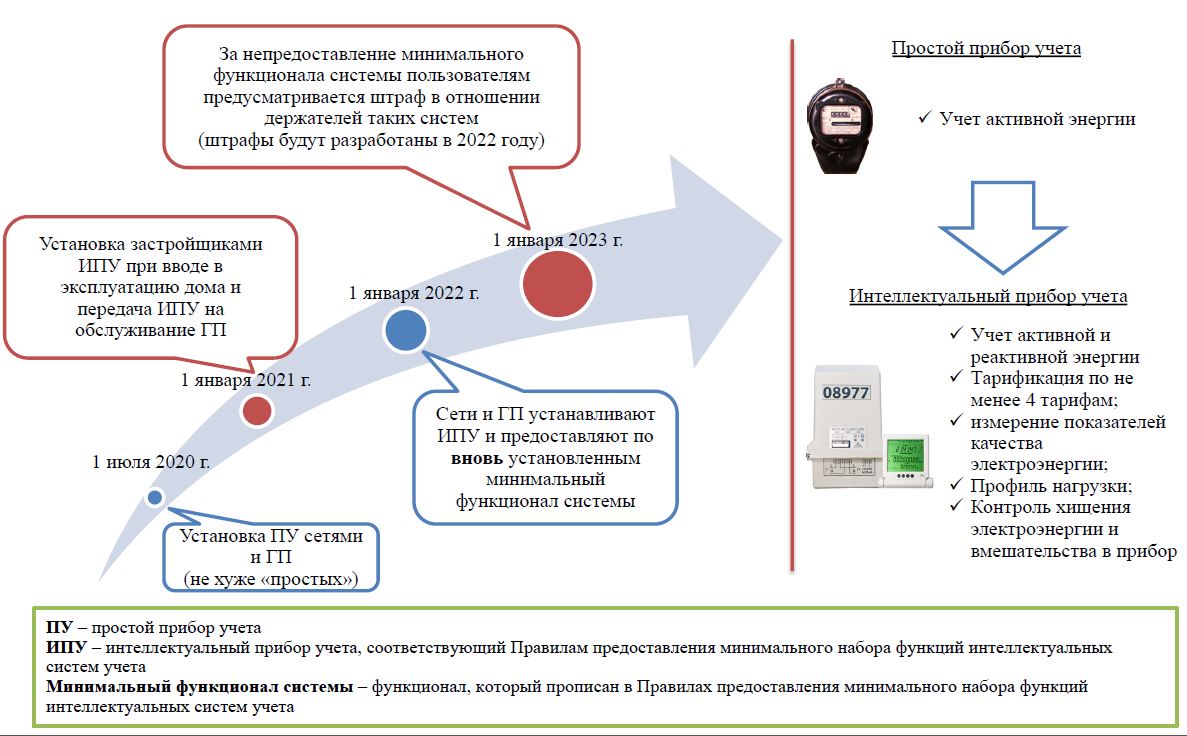 За непредоставление минимального
функционала системы пользователям
предусматривается штраф в отношении
держателей таких систем
(штрафы будут разработаны в 2022 году)
1 января 2023 г.
Установка застройщиками
ИПУ при вводе в
эксплуатацию дома и
передача ИПУ на
обслуживание ГП
1 января 2022 г.
1 января 2021 г.
Сети и ГП устанавливают
ИПУ и предоставляют по
вновь установленным
минимальный
функционал системы
1 июля 2020 г.
Установка ПУ сетями
и ГП
(не хуже «простых»)
Простой прибор учета
✓ Учет активной энергии
Интеллектуальный прибор учета
✓ Учет активной и
реактивной энергии
✓ Тарификация по не
менее 4 тарифам;
✓ измерение показателей
качества
электроэнергии;
✓ Профиль нагрузки;
✓ Контроль хищения
электроэнергии и
вмешательства в прибор
08977
ПУ – простой прибор учета
ИПУ – интеллектуальный прибор учета, соответствующий Правилам предоставления минимального набора функций интеллектуальных
систем учета
Минимальный функционал системы – функционал, который прописан в Правилах предоставления минимального набора функций
интеллектуальных систем учета